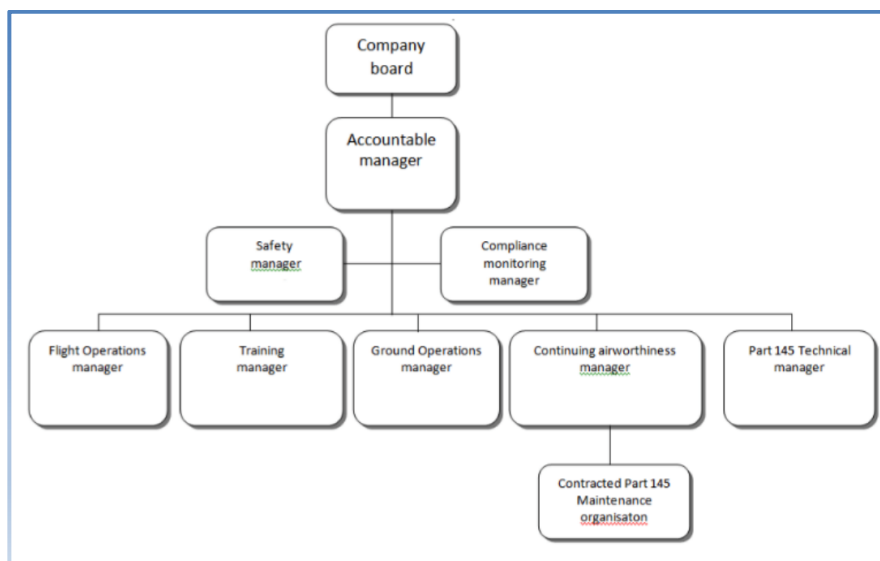 Company
board
Accountable
manager
Safety
manager
Compliance
monitoring
manager
Flight Operations
manager
Training
manager
Ground Operations
manager
Continuing airworthiness
manager
Part 145 Technical
manager
Contracted Part 145
Maintenance
organisaton